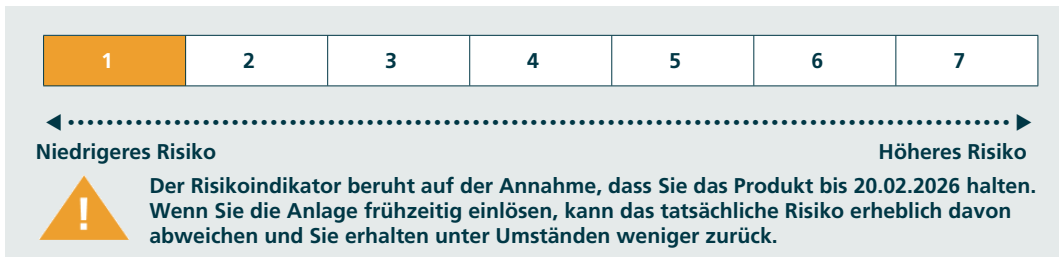 1 2 3 4 5 6 7
Niedrigeres Risiko Höheres Risiko
Der Risikoindikator beruht auf der Annahme, dass Sie das Produkt bis 20.02.2026 halten.
Wenn Sie die Anlage frühzeitig einlösen, kann das tatsächliche Risiko erheblich davon
abweichen und Sie erhalten unter Umständen weniger zurück.
!